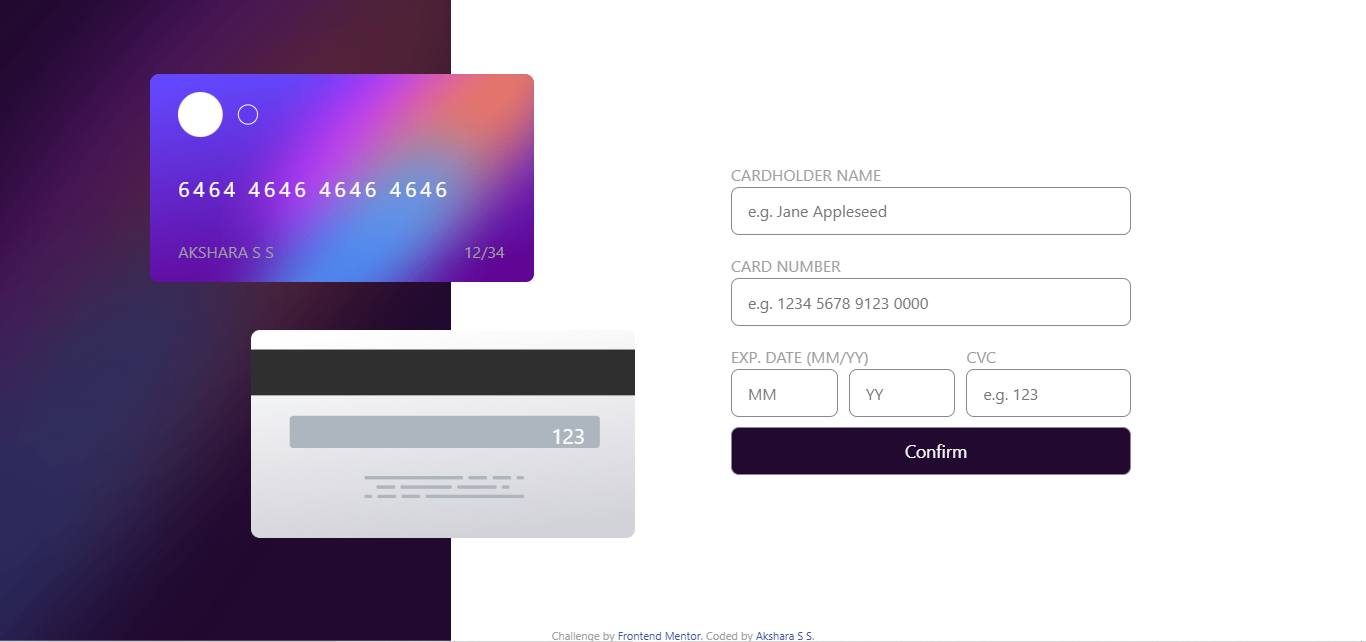 6464 4646 4646 4646
AKSHARA S S 12/34
123
CARDHOLDER NAME
e.g. Jane Appleseed
CARD NUMBER
e.g. 1234 5678 9123 0000
EXP. DATE (MM/YY) CVC
MM YY e.g. 123
Confirm
Challenge by Frontend Mentor. Coded by Akshara S S.